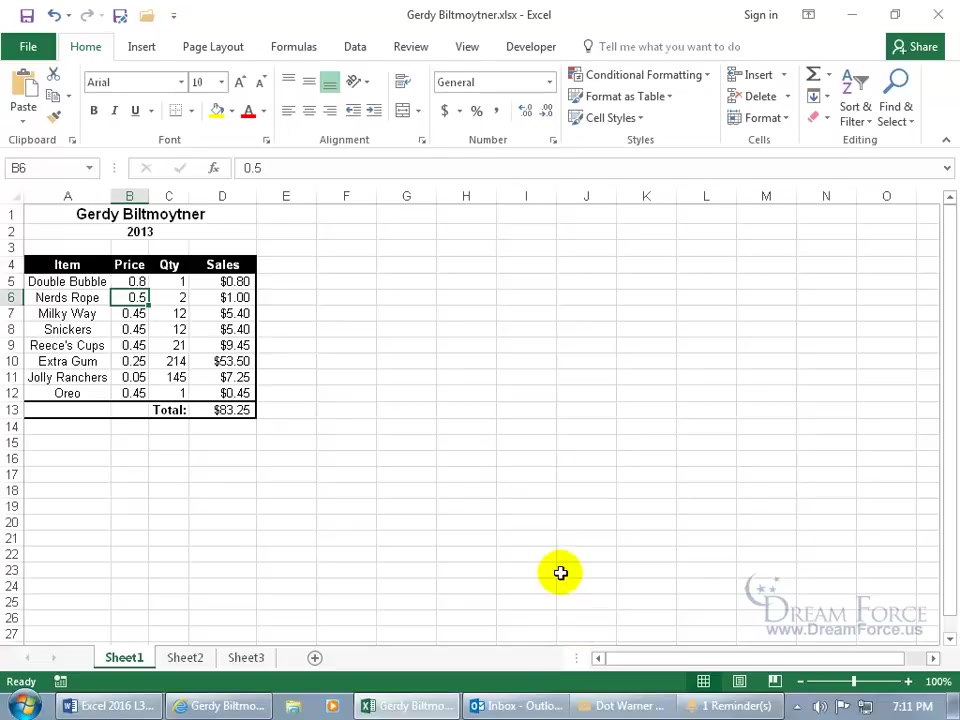 Gerdy Biltmoytner.xlsx - Excel
Sign in
File
Home
Insert
Page Layout
Formulas
Data
Review
View
Developer
Tell me what you want to do
Share
Paste
Clipboard
Arial
10
B I U
A
Font
Alignment
General
$ % ,
Number
Conditional Formatting
Format as Table
Cell Styles
Styles
Insert
Delete
Format
Cells
Sort & Filter
Find & Select
Editing
B6
fx
0.5
A B C D E F G H I J K L M N O
1 Gerdy Biltmoytner
2 2013
3
4 Item Price Qty Sales
5 Double Bubble 0.8 1 $0.80
6 Nerds Rope 0.5 2 $1.00
7 Milky Way 0.45 12 $5.40
8 Snickers 0.45 12 $5.40
9 Reece's Cups 0.45 21 $9.45
10 Extra Gum 0.25 214 $53.50
11 Jolly Ranchers 0.05 145 $7.25
12 Oreo 0.45 1 $0.45
13 Total: $83.25
14
15
16
17
18
19
20
21
22
23
24
25
26
27
DREAM FORCE
www.DreamForce.us
Sheet1 Sheet2 Sheet3
Ready
100%
Excel 2016 L3...
Gerdy Biltmo...
Gerdy Biltmo...
Inbox - Outlo...
Dot Warner ...
1 Reminder(s)
7:11 PM